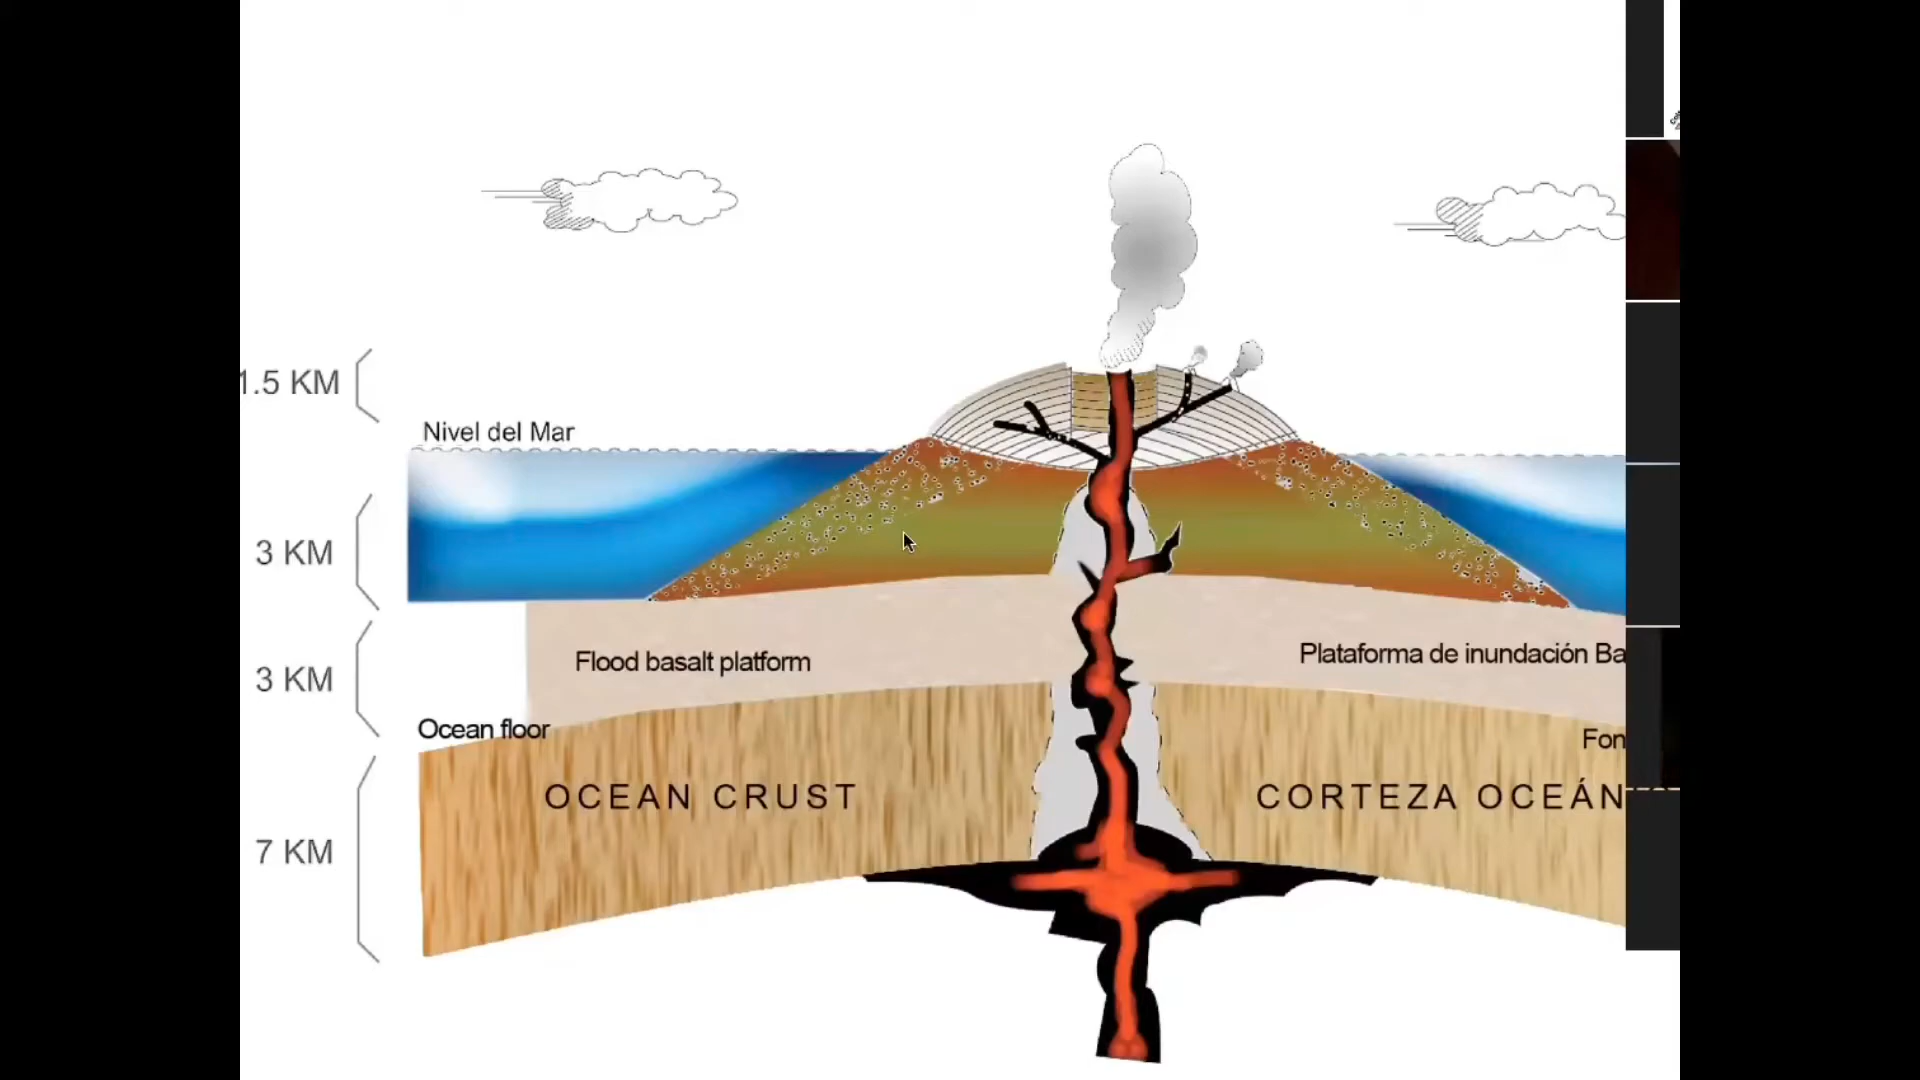 1.5 KM
Nivel del Mar
3 KM
Flood basalt platform
Plataforma de inundación Ba
3 KM
Ocean floor
Fon
OCEAN CRUST
CORTEZA OCEÁN
7 KM